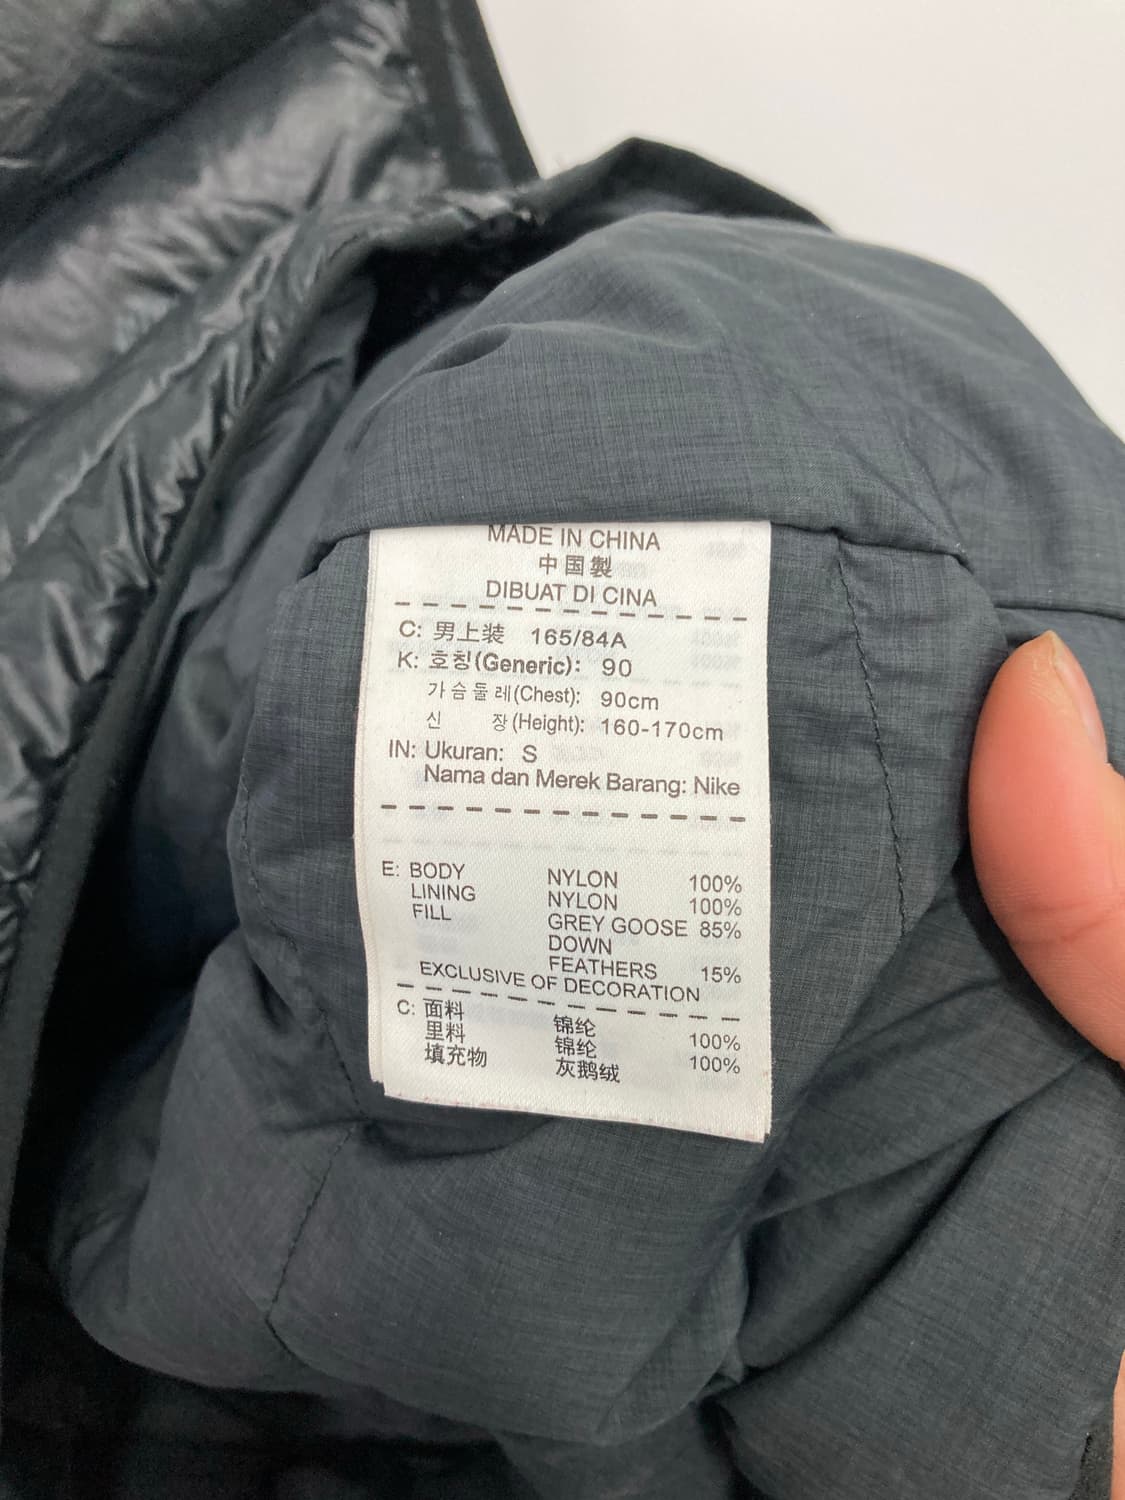 MADE IN CHINA
中国製
DIBUAT DI CINA
C: 男上装 165/84A
K: 호칭(Generic): 90
가슴둘레(Chest): 90cm
신 장(Height): 160-170cm
IN: Ukuran: S
Nama dan Merek Barang: Nike
E: BODY NYLON 100%
LINING NYLON 100%
FILL GREY GOOSE 85%
DOWN
FEATHERS 15%
EXCLUSIVE OF DECORATION
C: 面料 锦纶 100%
里料 锦纶 100%
填充物 灰鹅绒